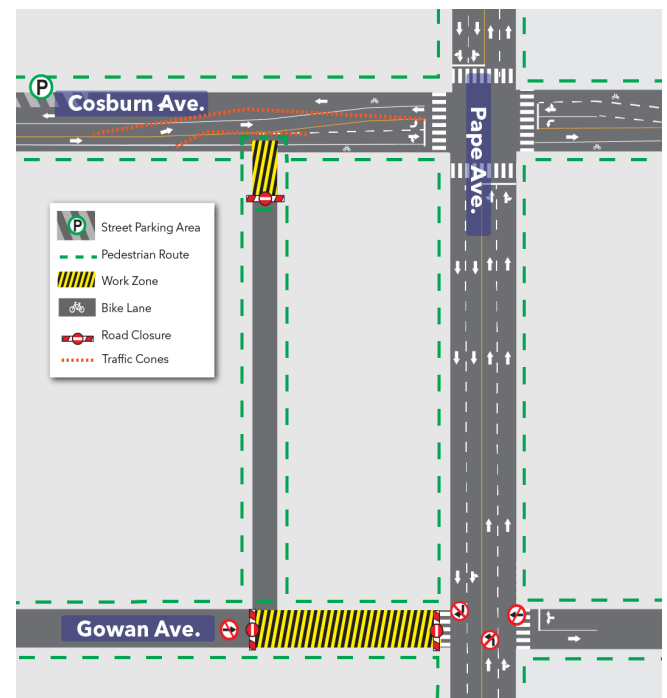 P
Cosburn Ave.
Pape Ave.
P
Street Parking Area
Pedestrian Route
Work Zone
Bike Lane
Road Closure
Traffic Cones
Gowan Ave.